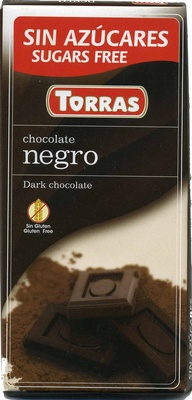 SIN AZÚCARES
SUGARS FREE
TORRAS
chocolate
negro
Dark chocolate
Sin Gluten
Gluten Free